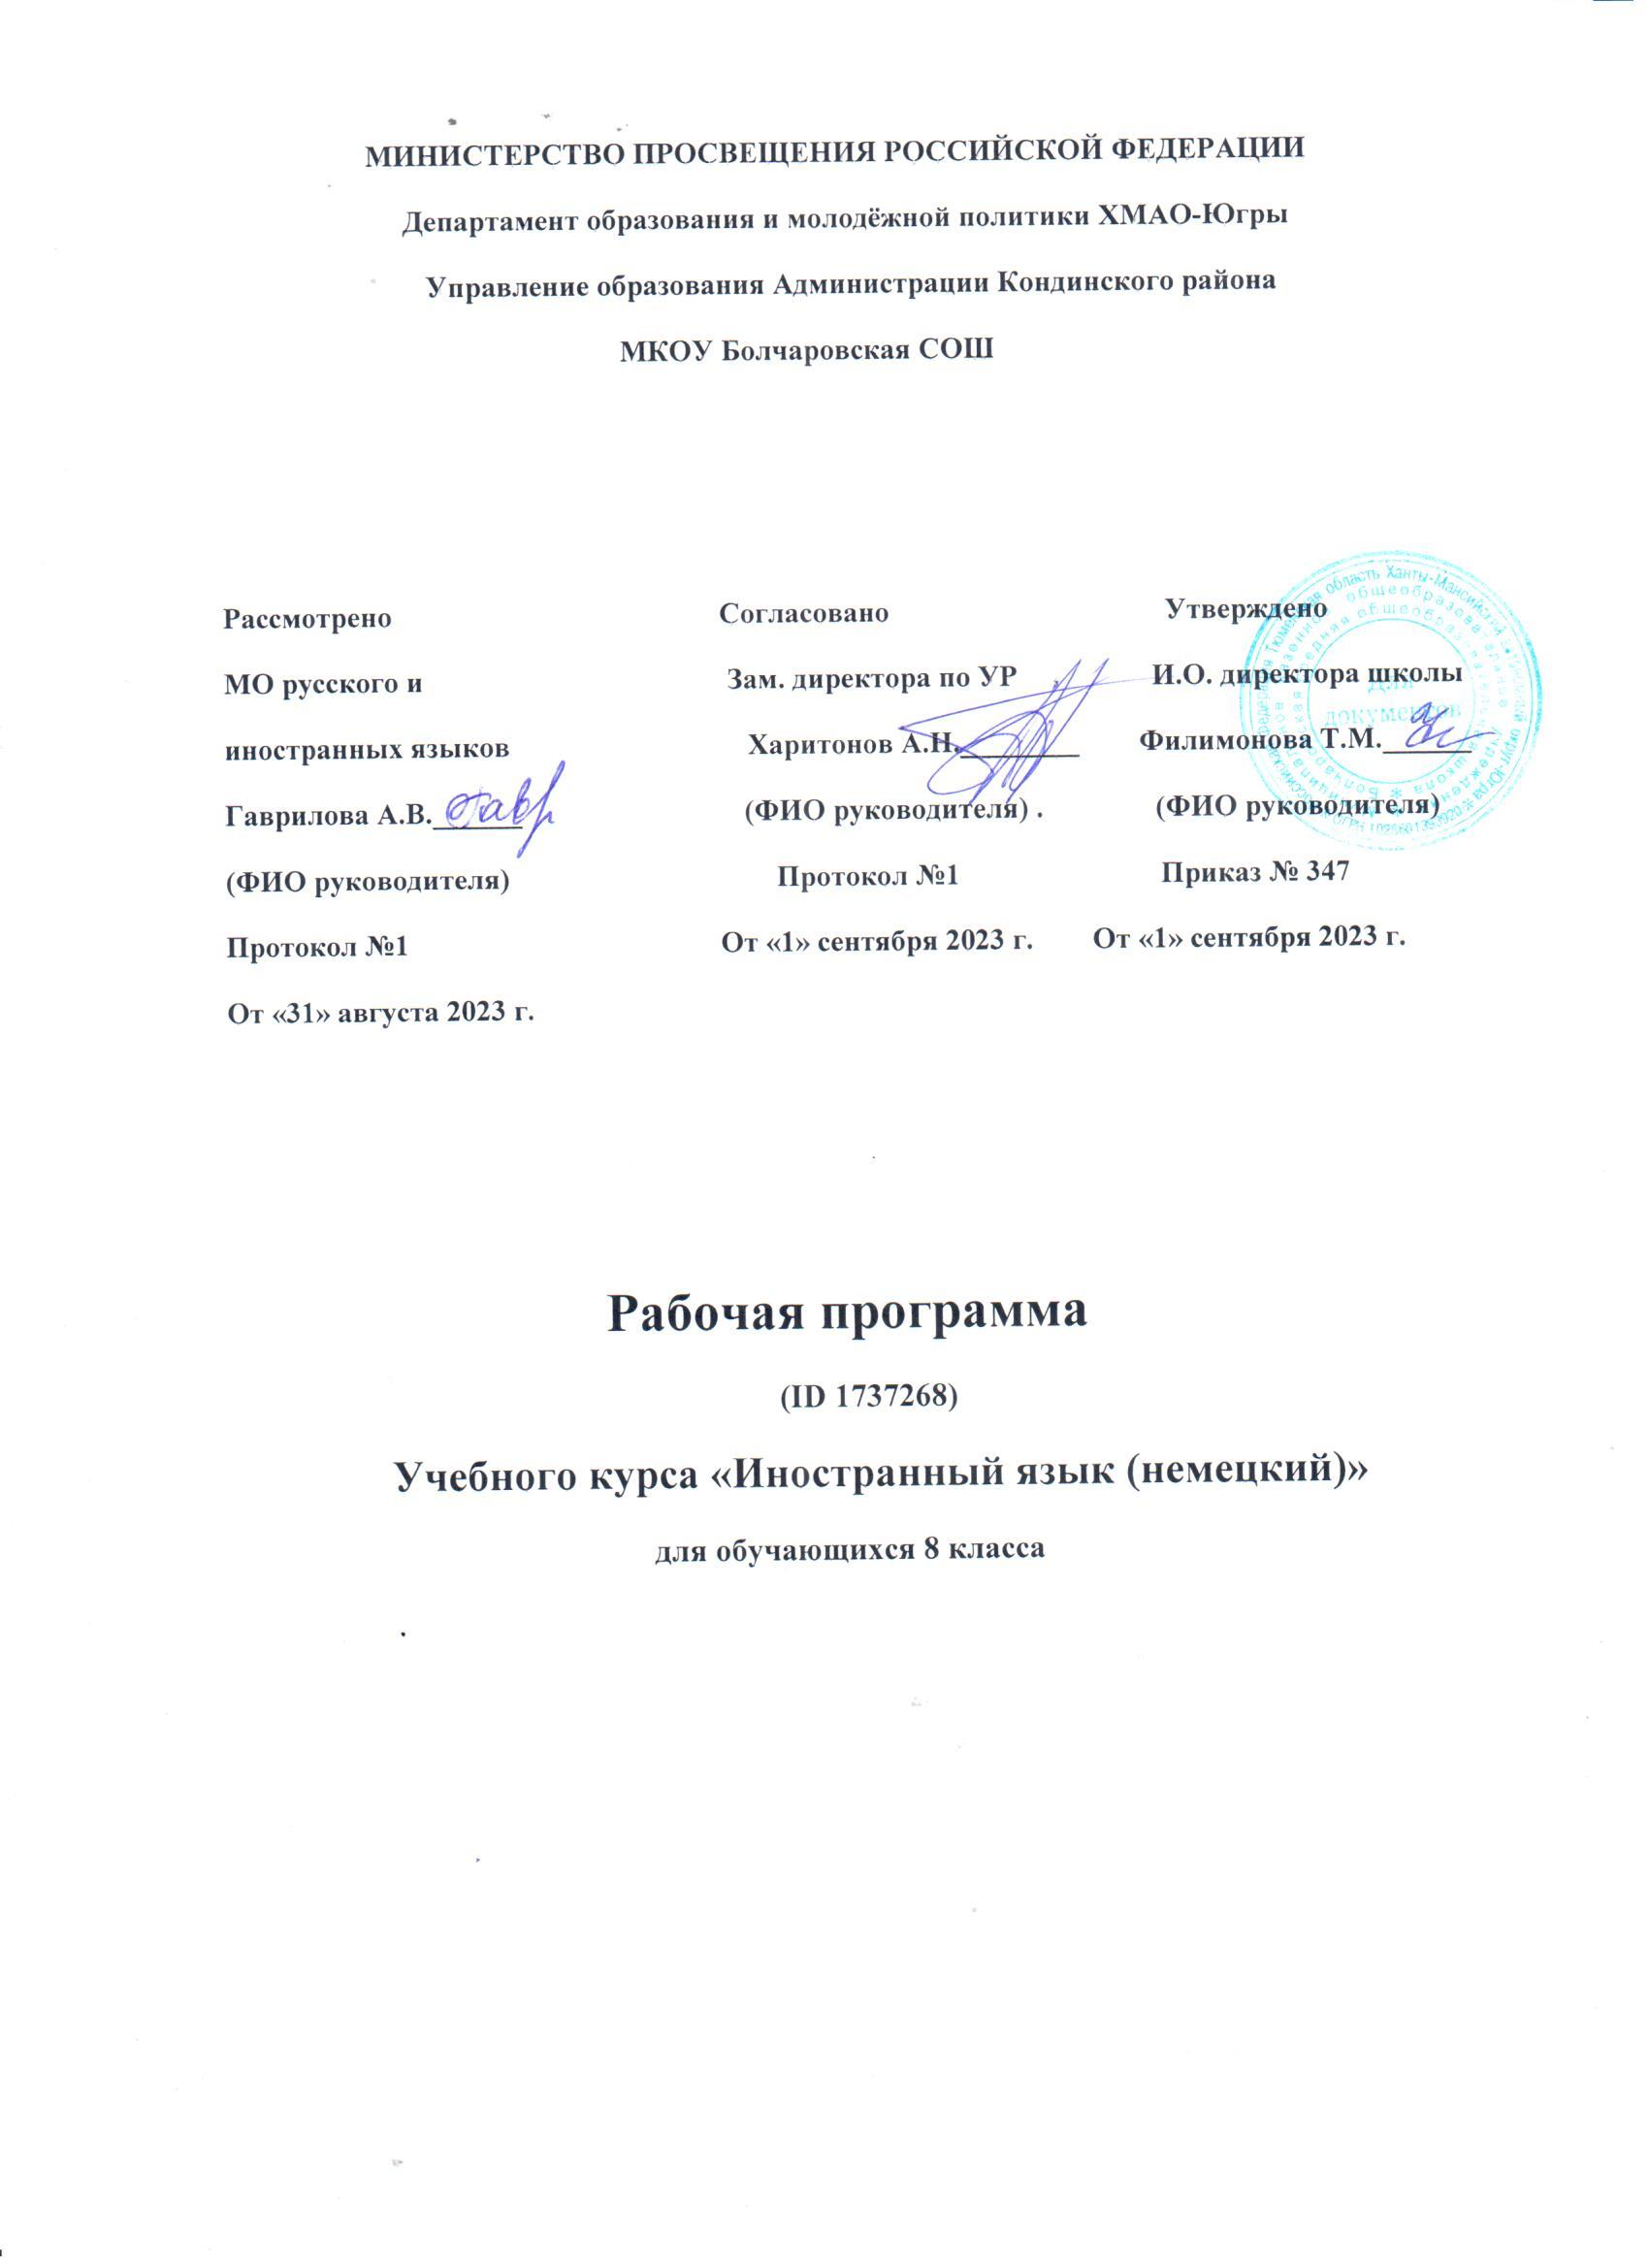 МИНИСТЕРСТВО ПРОСВЕЩЕНИЯ РОССИЙСКОЙ ФЕДЕРАЦИИ
Департамент образования и молодёжной политики ХМАО-Югры
Управление образования Администрации Кондинского района
МКОУ Болчаровская СОШ
Рассмотрено
МО русского и
иностранных языков
Гаврилова А.В.______
(ФИО руководителя)
Протокол №1
От «31» августа 2023 г.
Согласовано
Зам. директора по УР
Харитонов А.Н.________
(ФИО руководителя) .
Протокол №1
От «1» сентября 2023 г.
Утверждено
И.О. директора школы
Филимонова Т.М.______
(ФИО руководителя)
Приказ № 347
От «1» сентября 2023 г.
Для
документов
Рабочая программа
(ID 1737268)
Учебного курса «Иностранный язык (немецкий)»
для обучающихся 8 класса